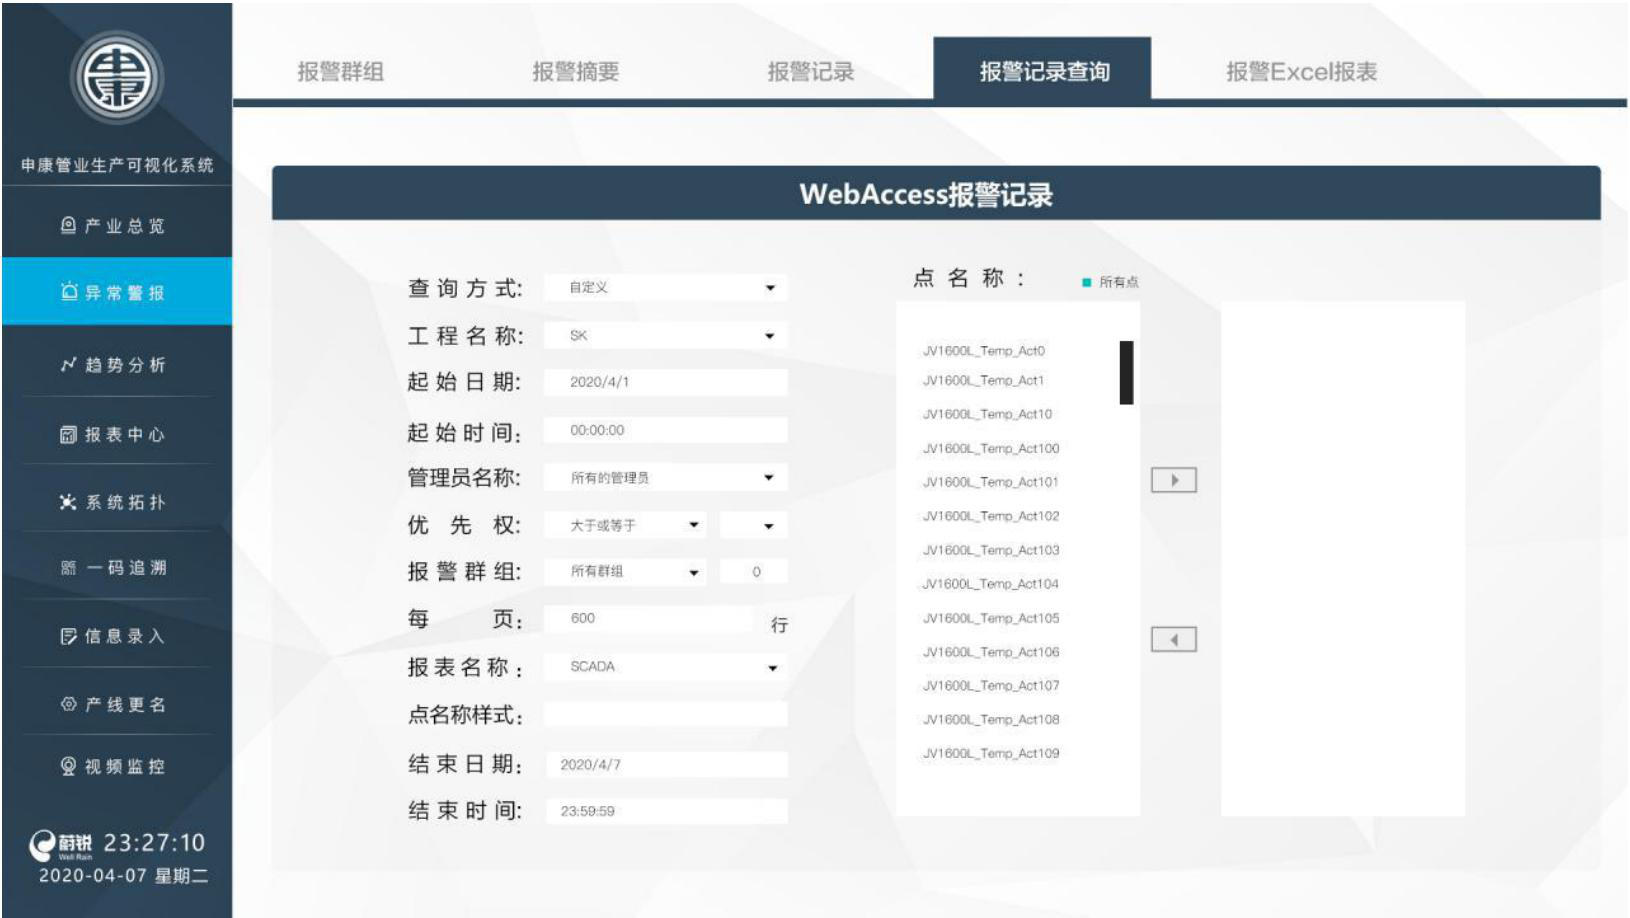 申康管业生产可视化系统
产业总览
异常警报
趋势分析
报表中心
系统拓扑
一码追溯
信息录入
产线更名
视频监控
蔚锐 23:27:10
Well Rain
2020-04-07 星期二
报警群组 报警摘要 报警记录 报警记录查询 报警Excel报表
WebAccess报警记录
查询方式: 自定义
工程名称: SK
起始日期: 2020/4/1
起始时间: 00:00:00
管理员名称: 所有的管理员
优先权: 大于或等于
报警群组: 所有群组 0
每页: 600 行
报表名称: SCADA
点名称样式:
结束日期: 2020/4/7
结束时间: 23:59:59
点名称: 所有点
JV1600L_Temp_Act0
JV1600L_Temp_Act1
JV1600L_Temp_Act10
JV1600L_Temp_Act100
JV1600L_Temp_Act101
JV1600L_Temp_Act102
JV1600L_Temp_Act103
JV1600L_Temp_Act104
JV1600L_Temp_Act105
JV1600L_Temp_Act106
JV1600L_Temp_Act107
JV1600L_Temp_Act108
JV1600L_Temp_Act109